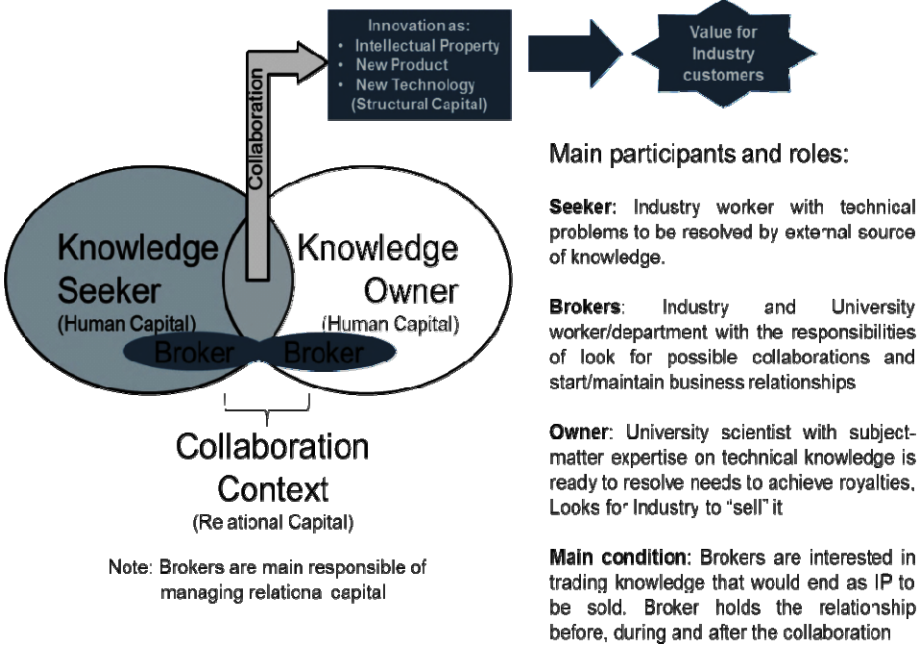 Innovation as:
• Intellectual Property
• New Product
• New Technology
(Structural Capital)
Value for
Industry
customers
Collaboration
Knowledge
Seeker
(Human Capital)
Knowledge
Owner
(Human Capital)
Broker
Broker
Collaboration
Context
(Relational Capital)
Note: Brokers are main responsible of
managing relational capital
Main participants and roles:
Seeker: Industry worker with technical
problems to be resolved by external source
of knowledge.
Brokers: Industry and University
worker/department with the responsibilities
of look for possible collaborations and
start/maintain business relationships
Owner: University scientist with subject-
matter expertise on technical knowledge is
ready to resolve needs to achieve royalties,
Looks for Industry to "sell" it
Main condition: Brokers are interested in
trading knowledge that would end as IP to
be sold. Broker holds the relationship
before, during and after the collaboration